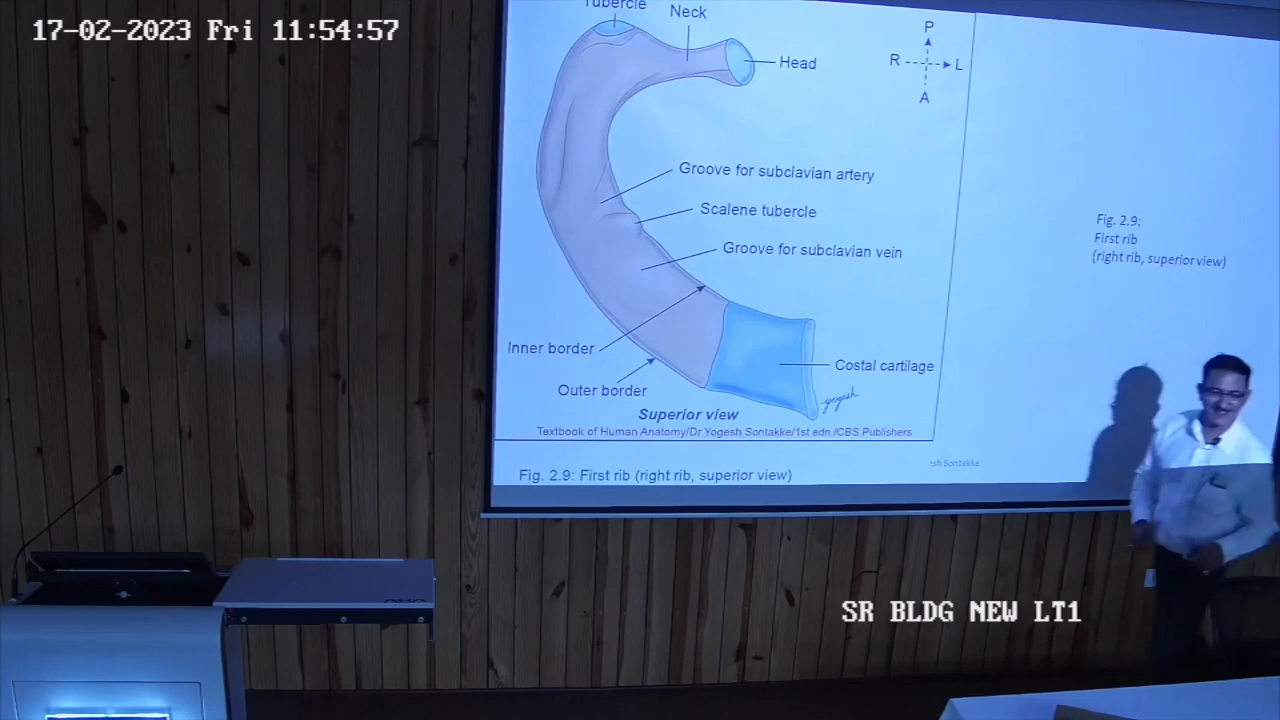 17-02-2023 Fri 11:54:57
Tubercle
Neck
Head
P
R
L
A
Groove for subclavian artery
Scalene tubercle
Groove for subclavian vein
Inner border
Outer border
Costal cartilage
yogesh
Superior view
Textbook of Human Anatomy/Dr Yogesh Sontakke/1st edn./CBS Publishers
Fig. 2.9: First rib (right rib, superior view)
Fig. 2.9:
First rib
(right rib, superior view)
Sontakke
SR BLDG NEW LT1